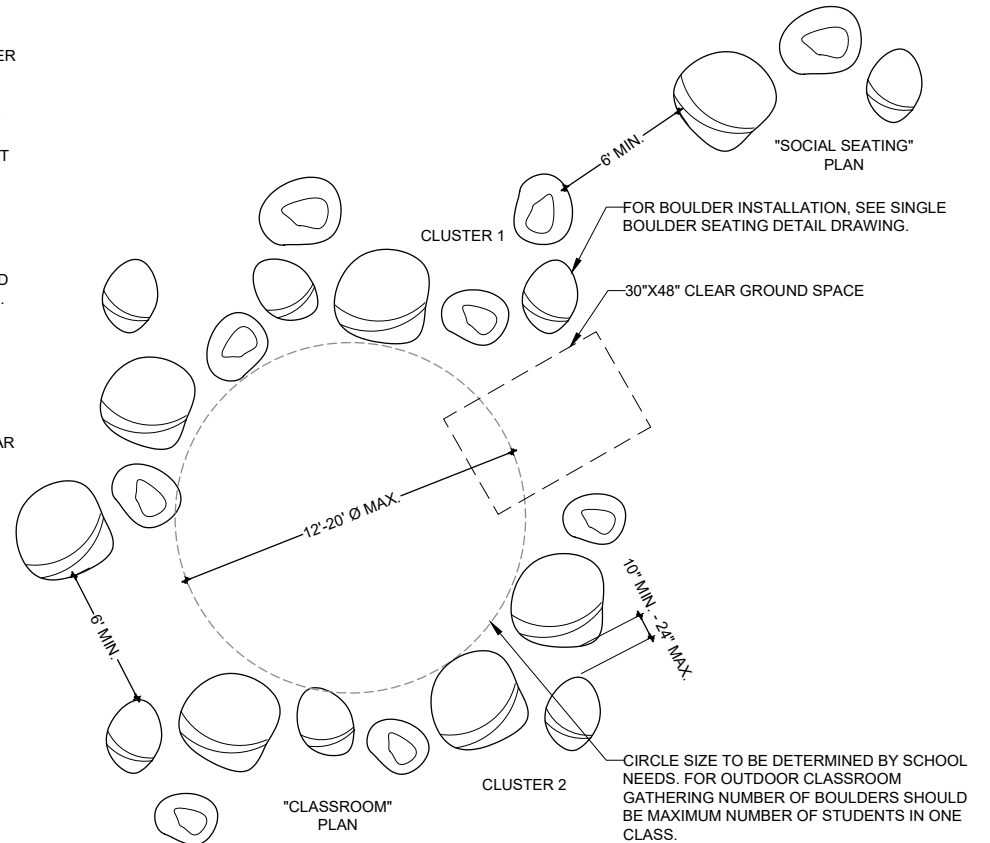 ER
T
D
.
AR
"SOCIAL SEATING"
PLAN
6' MIN.
FOR BOULDER INSTALLATION, SEE SINGLE
BOULDER SEATING DETAIL DRAWING.
CLUSTER 1
30"X48" CLEAR GROUND SPACE
12'-20' Ø MAX.
10" MIN. - 24" MAX.
6' MIN.
CLUSTER 2
"CLASSROOM"
PLAN
CIRCLE SIZE TO BE DETERMINED BY SCHOOL
NEEDS. FOR OUTDOOR CLASSROOM
GATHERING NUMBER OF BOULDERS SHOULD
BE MAXIMUM NUMBER OF STUDENTS IN ONE
CLASS.